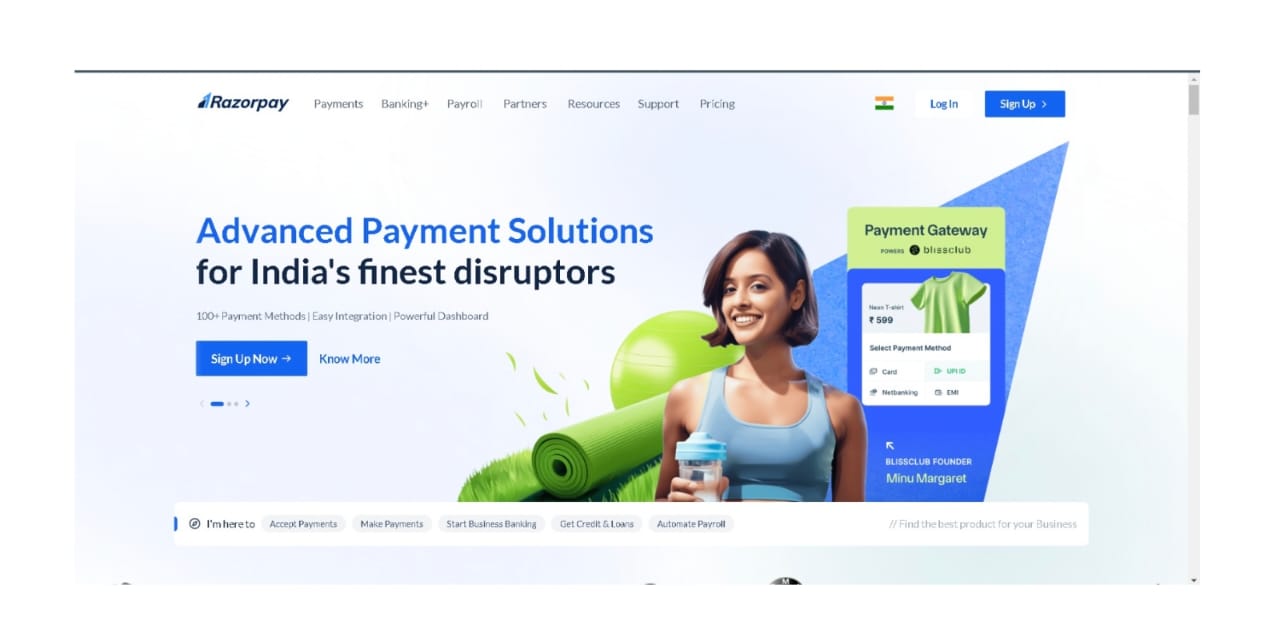 Razorpay Payments Banking+ Payroll Partners Resources Support Pricing Log In Sign Up
Advanced Payment Solutions
for India's finest disruptors
100+ Payment Methods | Easy Integration | Powerful Dashboard
Sign Up Now → Know More
Payment Gateway
POWERS blissclub
Neon T-shirt
₹ 599
Select Payment Method
Card UPI ID
Netbanking EMI
BLISSCLUB FOUNDER
Minu Margaret
I'm here to Accept Payments Make Payments Start Business Banking Get Credit & Loans Automate Payroll // Find the best product for your Business
M